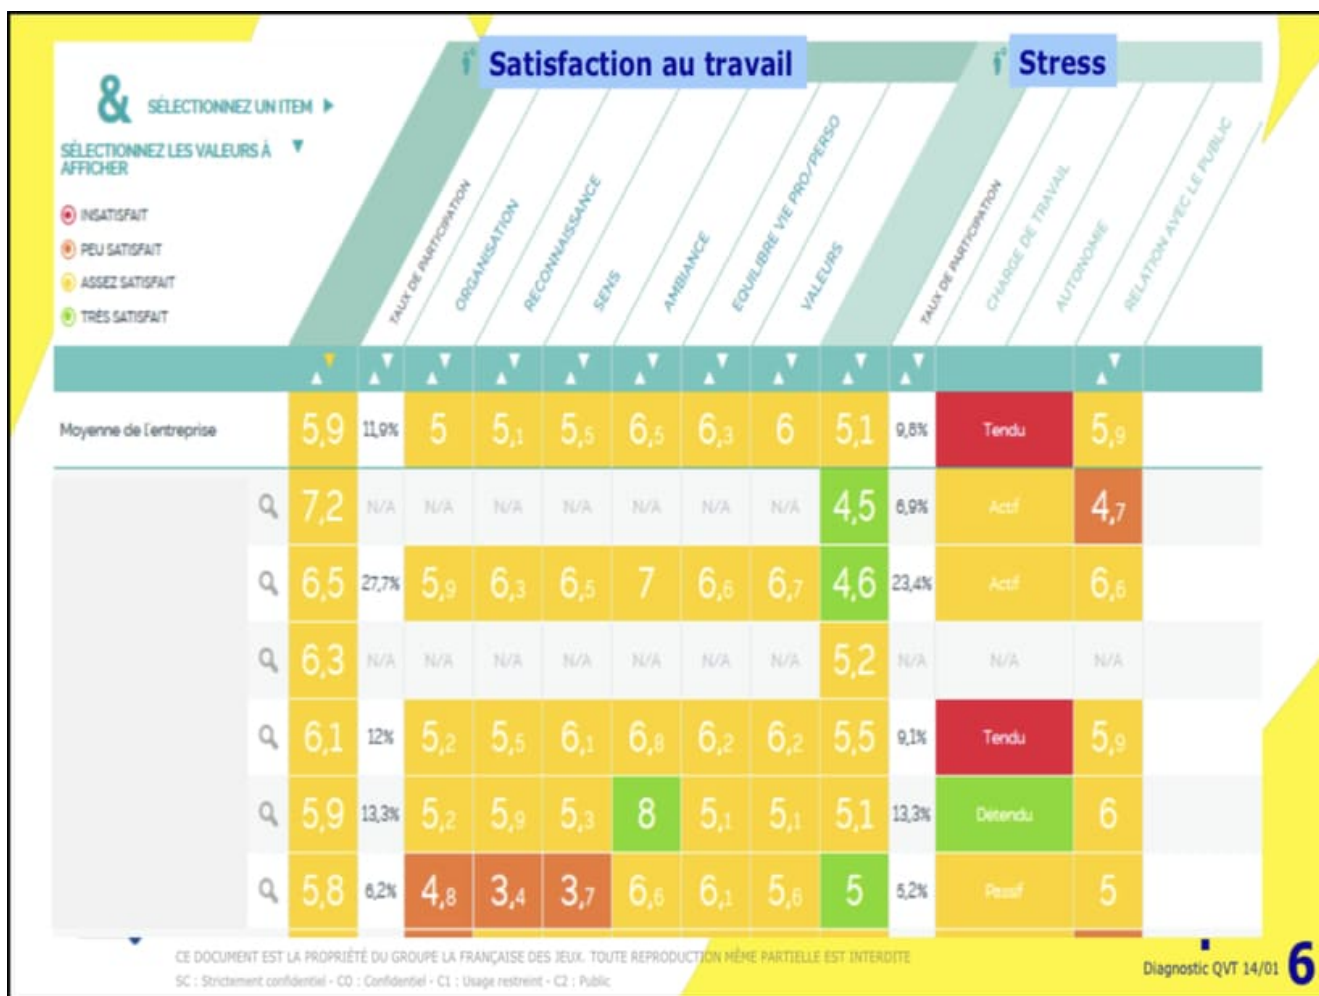 Satisfaction au travail
Stress
&
SÉLECTIONNEZ UN ITEM
SÉLECTIONNEZ LES VALEURS À
AFFICHER
INSATISFAIT
PEU SATISFAIT
ASSEZ SATISFAIT
TRÈS SATISFAIT
TAUX DE PARTICIPATION
ORGANISATION
RECONNAISSANCE
SENS
AMBIANCE
EQUILIBRE VIE PRO/PERSO
VALEURS
TAUX DE PARTICIPATION
CHARGE DE TRAVAIL
AUTONOMIE
RELATION AVEC LE PUBLIC
Moyenne de l'entreprise 5,9 11,9% 5 5,1 5,5 6,5 6,3 6 5,1 9,8% Tendu 5,9
7,2 N/A N/A N/A N/A N/A N/A N/A 4,5 6,9% Actif 4,7
6,5 27,7% 5,9 6,3 6,5 7 6,6 6,7 4,6 23,4% Actif 6,6
6,3 N/A N/A N/A N/A N/A N/A N/A 5,2 N/A N/A N/A
6,1 12% 5,2 5,5 6,1 6,8 6,2 6,2 5,5 9,1% Tendu 5,9
5,9 13,3% 5,2 5,9 5,3 8 5,1 5,1 5,1 13,3% Détendu 6
5,8 6,2% 4,8 3,4 3,7 6,6 6,1 5,6 5 5,2% Passif 5
CE DOCUMENT EST LA PROPRIÉTÉ DU GROUPE LA FRANÇAISE DES JEUX. TOUTE REPRODUCTION MÊME PARTIELLE EST INTERDITE
SC : Strictement confidentiel - CO : Confidentiel - C1 : Usage restreint - C2 : Public
Diagnostic QVT 14/01 6